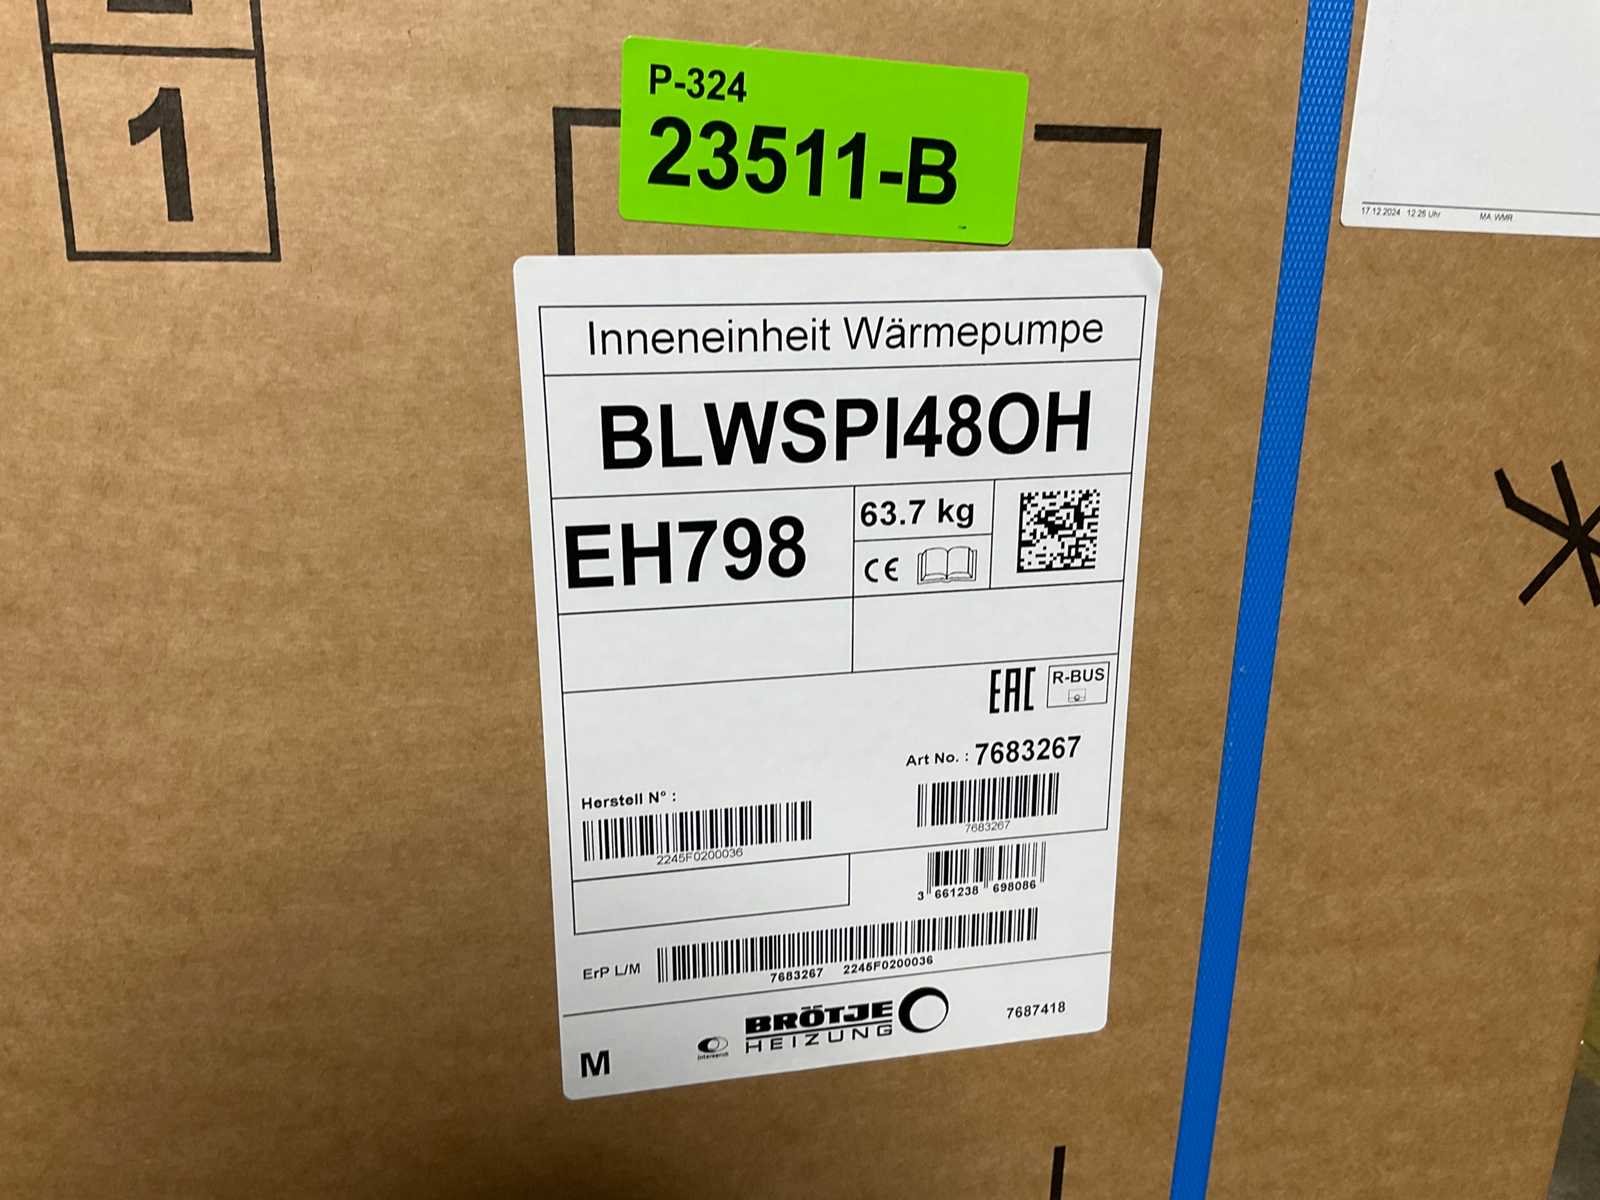 1
P-324
23511-B
17.12.2024 12:25 Uhr MA: WMR
Inneneinheit Wärmepumpe
BLWSPI48OH
EH798
63.7 kg
CE
EAC
R-BUS
Art No. : 7683267
7683267
Herstell N° :
2245F0200036
3 661238 698086
ErP L/M
7683267 2245F0200036
BRÖTJE
HEIZUNG
7687418
M